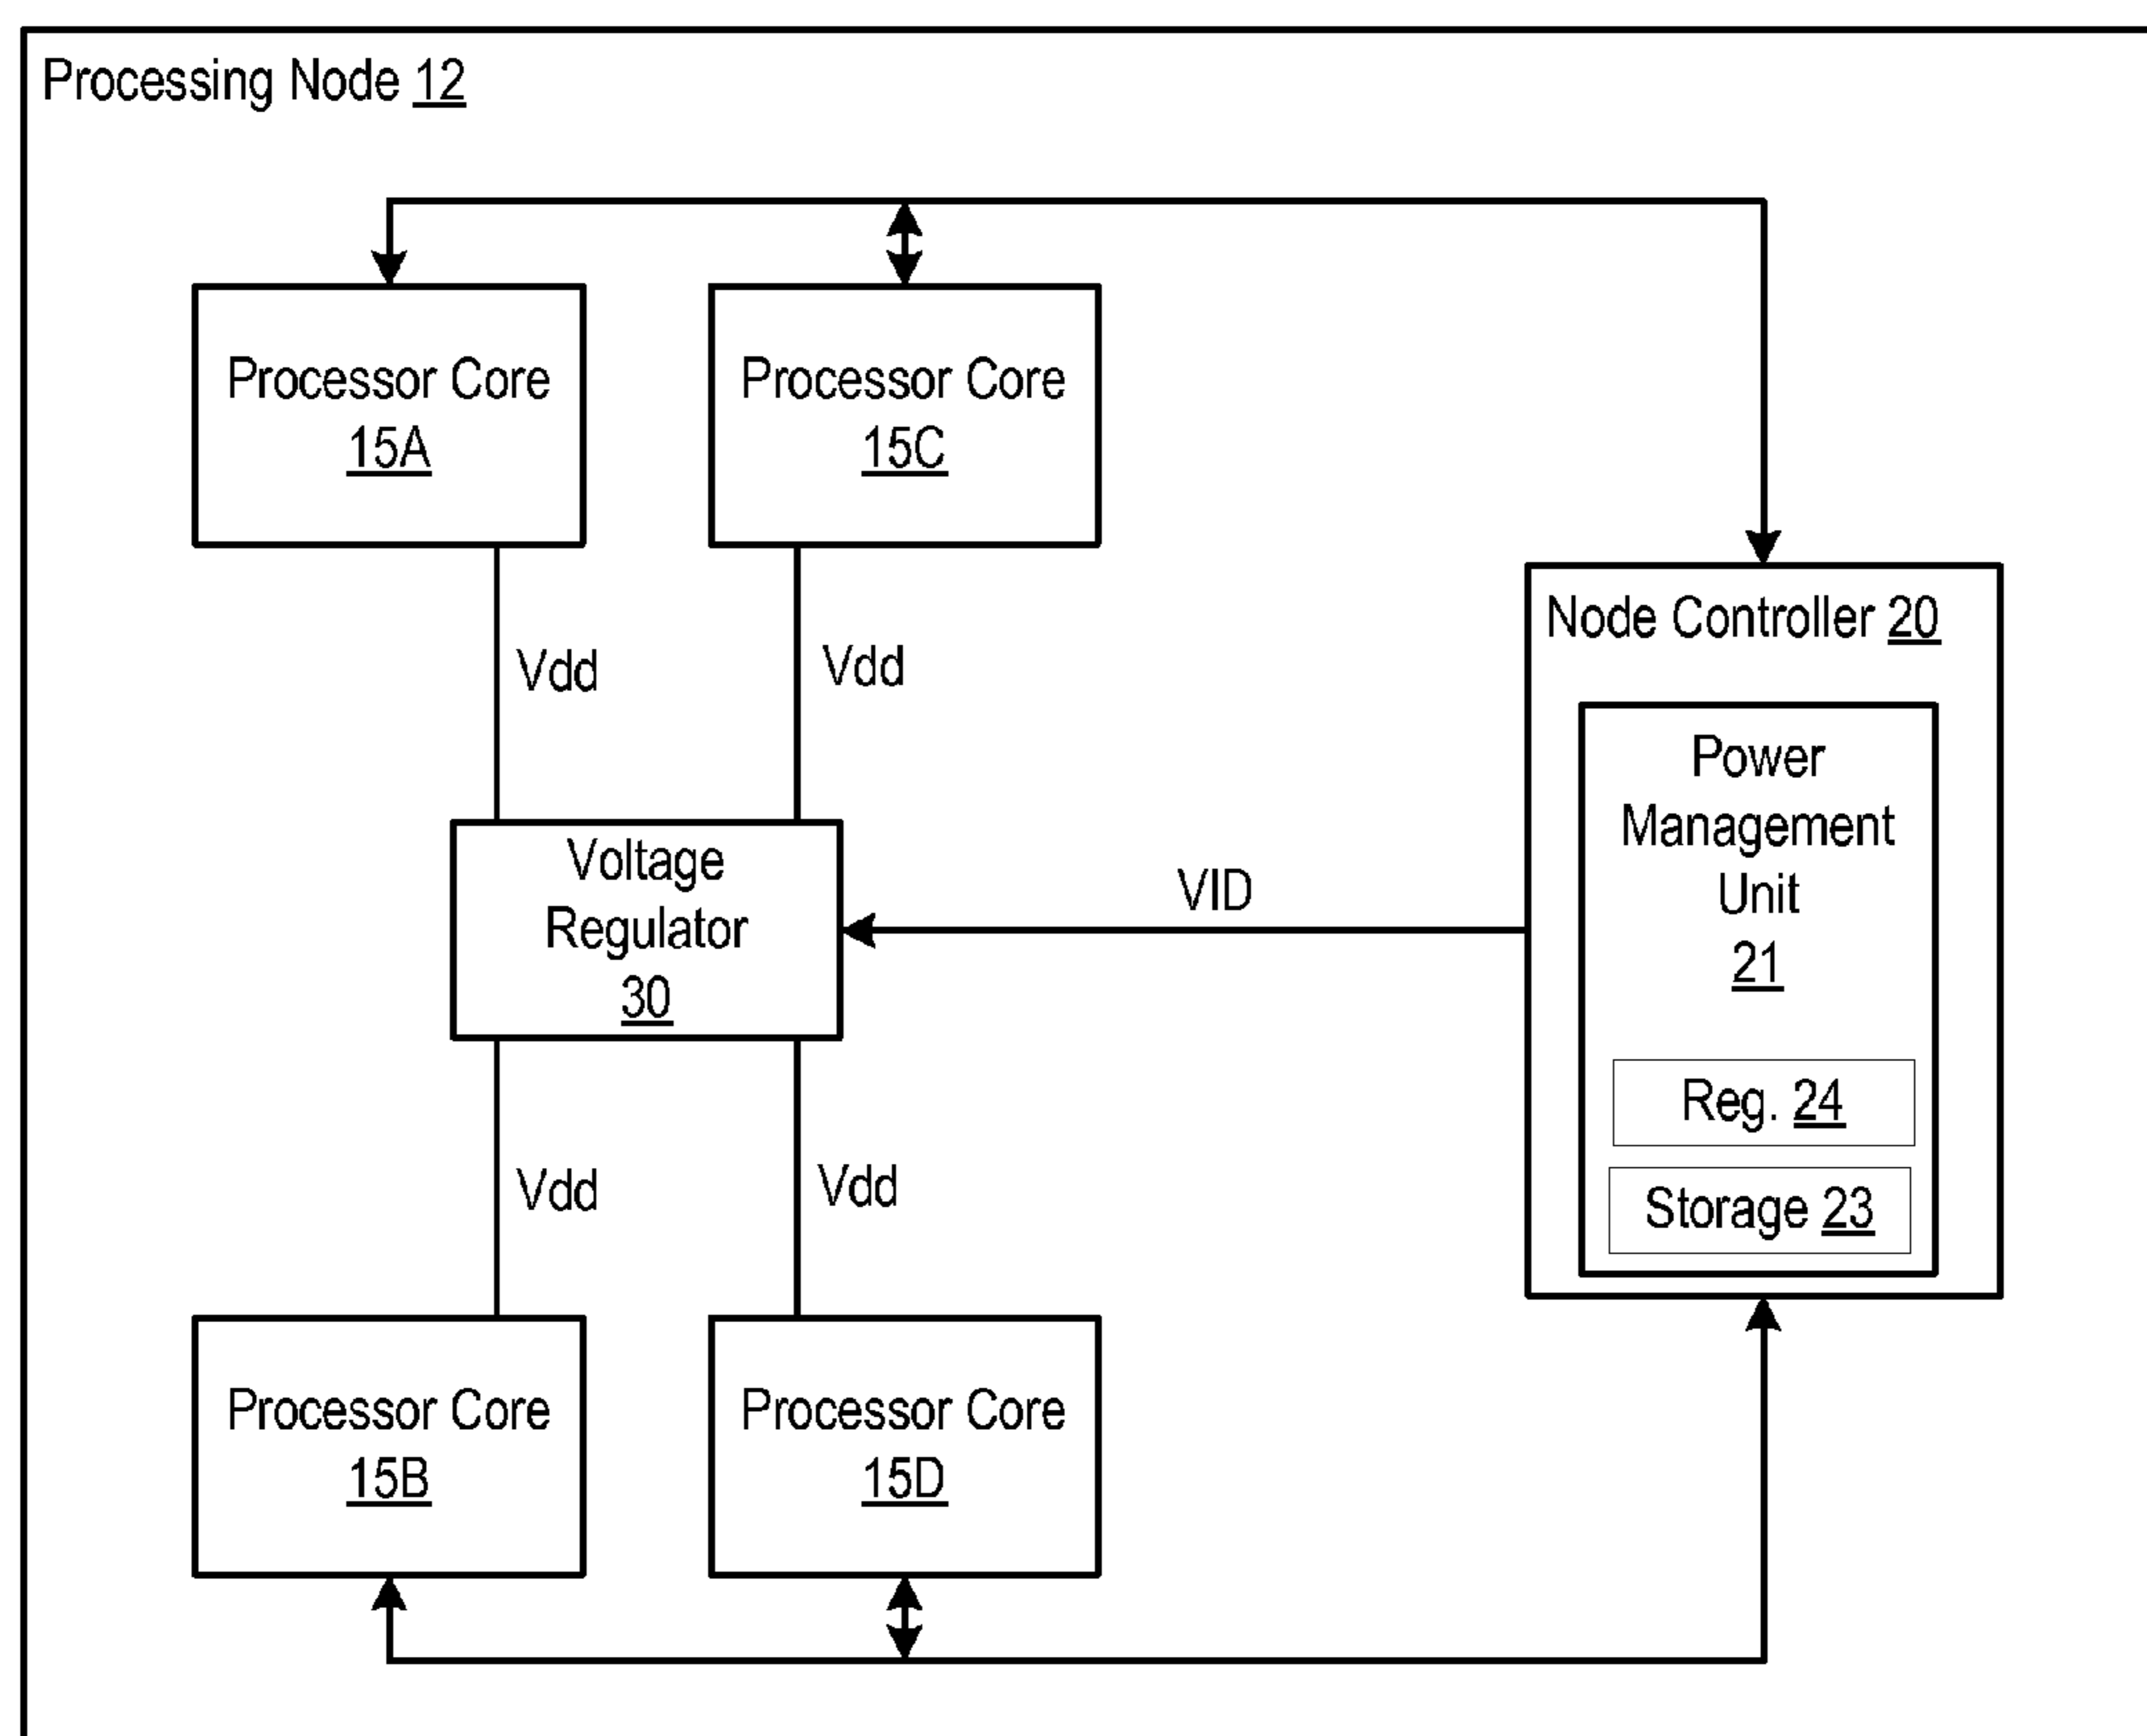 Processing Node 12
Processor Core
15A
Processor Core
15C
Node Controller 20
Vdd
Vdd
Power
Management
Unit
21
Voltage
Regulator
30
VID
Reg. 24
Storage 23
Vdd
Vdd
Processor Core
15B
Processor Core
15D